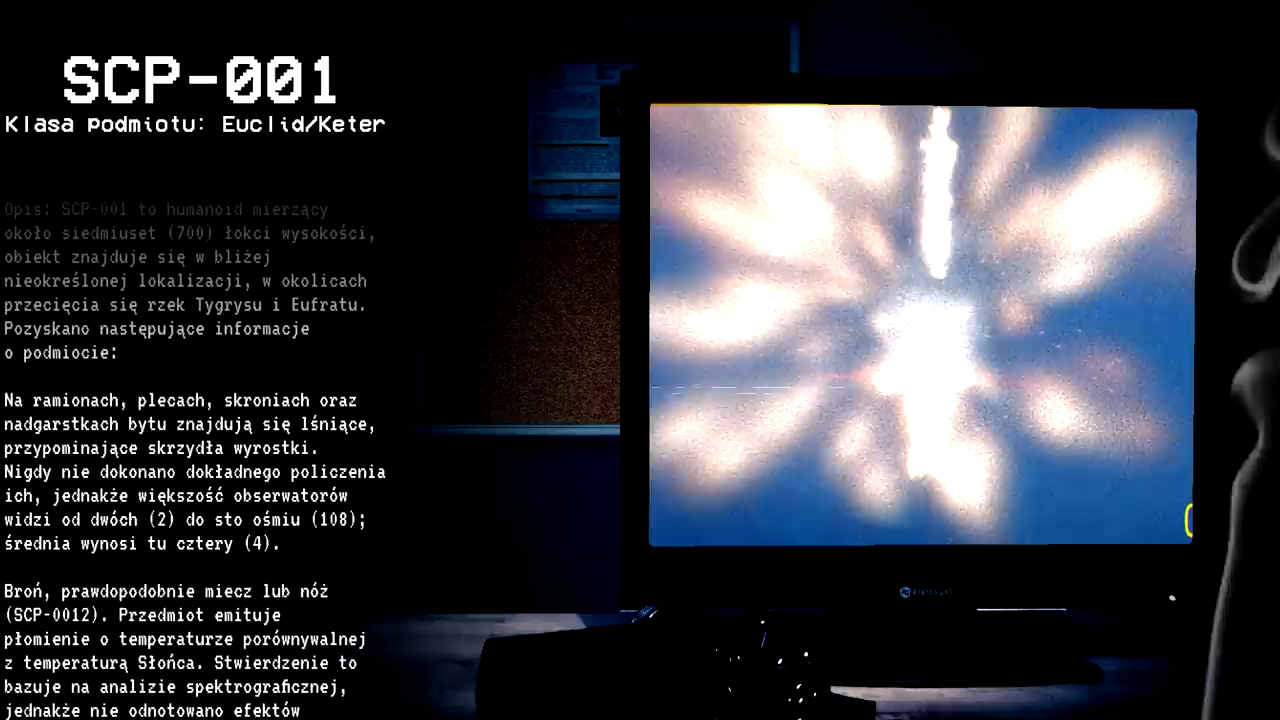 SCP-001
Klasa podmiotu: Euclid/Keter
Opis: SCP-001 to humanoid mierzący
około siedmiuset (700) łokci wysokości,
obiekt znajduje się w bliżej
nieokreślonej lokalizacji, w okolicach
przecięcia się rzek Tygrysu i Eufratu.
Pozyskano następujące informacje
o podmiocie:
Na ramionach, plecach, skroniach oraz
nadgarstkach bytu znajdują się lśniące,
przypominające skrzydła wyrostki.
Nigdy nie dokonano dokładnego policzenia
ich, jednakże większość obserwatorów
widzi od dwóch (2) do sto ośmiu (108);
średnia wynosi tu cztery (4).
Broń, prawdopodobnie miecz lub nóż
(SCP-0012). Przedmiot emituje
płomienie o temperaturze porównywalnej
z temperaturą Słońca. Stwierdzenie to
bazuje na analizie spektrograficznej,
jednakże nie odnotowano efektów